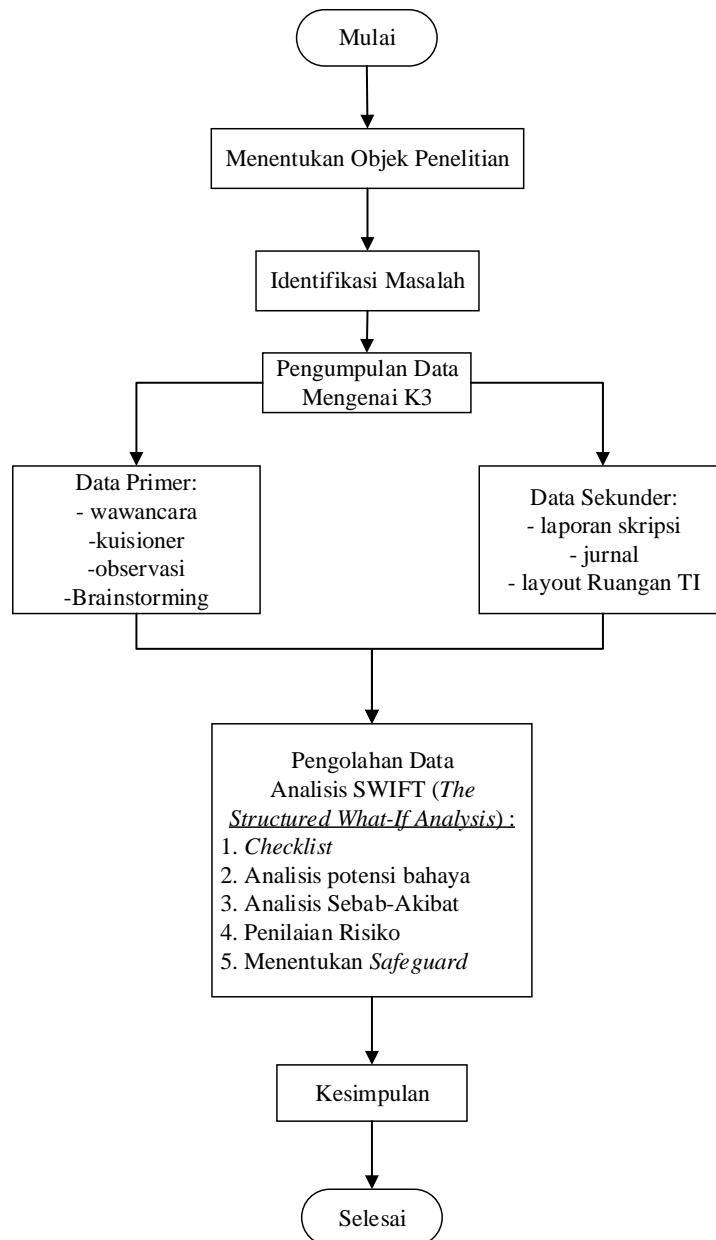 Mulai
Menentukan Objek Penelitian
Identifikasi Masalah
Pengumpulan Data
Mengenai K3
Data Primer:
- wawancara
-kuisioner
-observasi
-Brainstorming
Data Sekunder:
- laporan skripsi
- jurnal
- layout Ruangan TI
Pengolahan Data
Analisis SWIFT (The
Structured What-If Analysis) :
1. Checklist
2. Analisis potensi bahaya
3. Analisis Sebab-Akibat
4. Penilaian Risiko
5. Menentukan Safeguard
Kesimpulan
Selesai